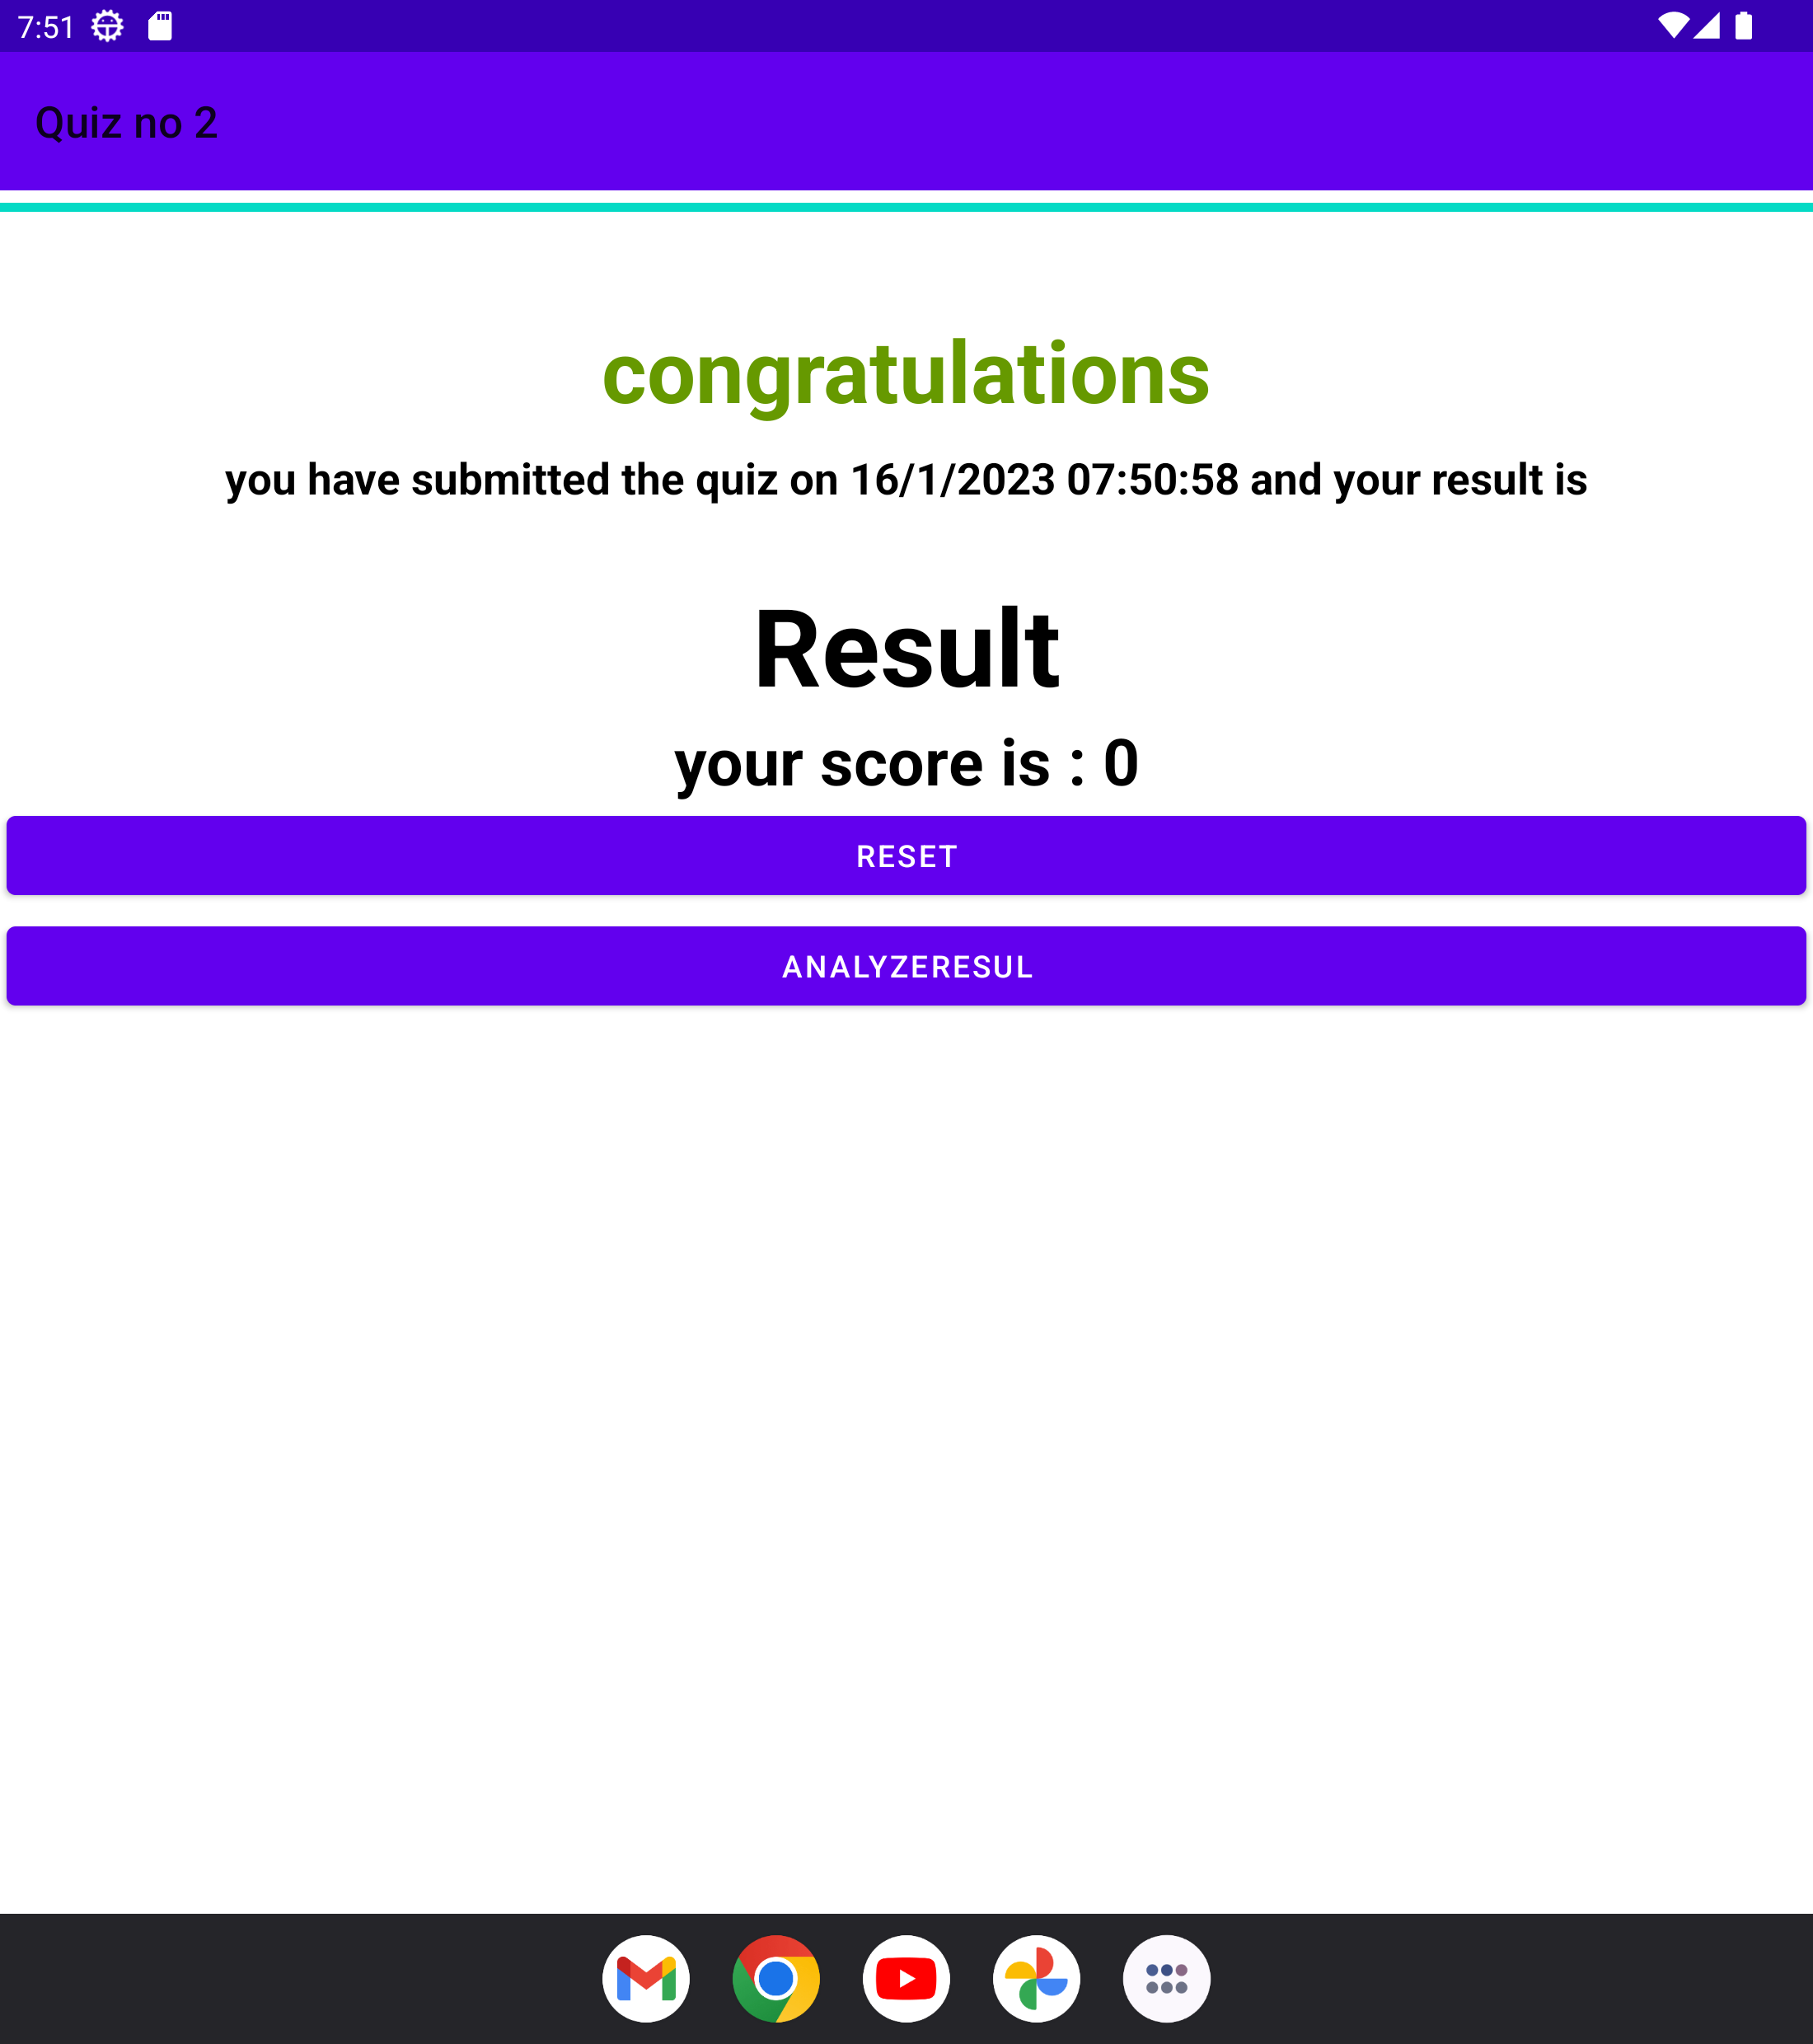 7:51
Quiz no 2
congratulations
you have submitted the quiz on 16/1/2023 07:50:58 and your result is
Result
your score is : 0
RESET
ANALYZERESUL